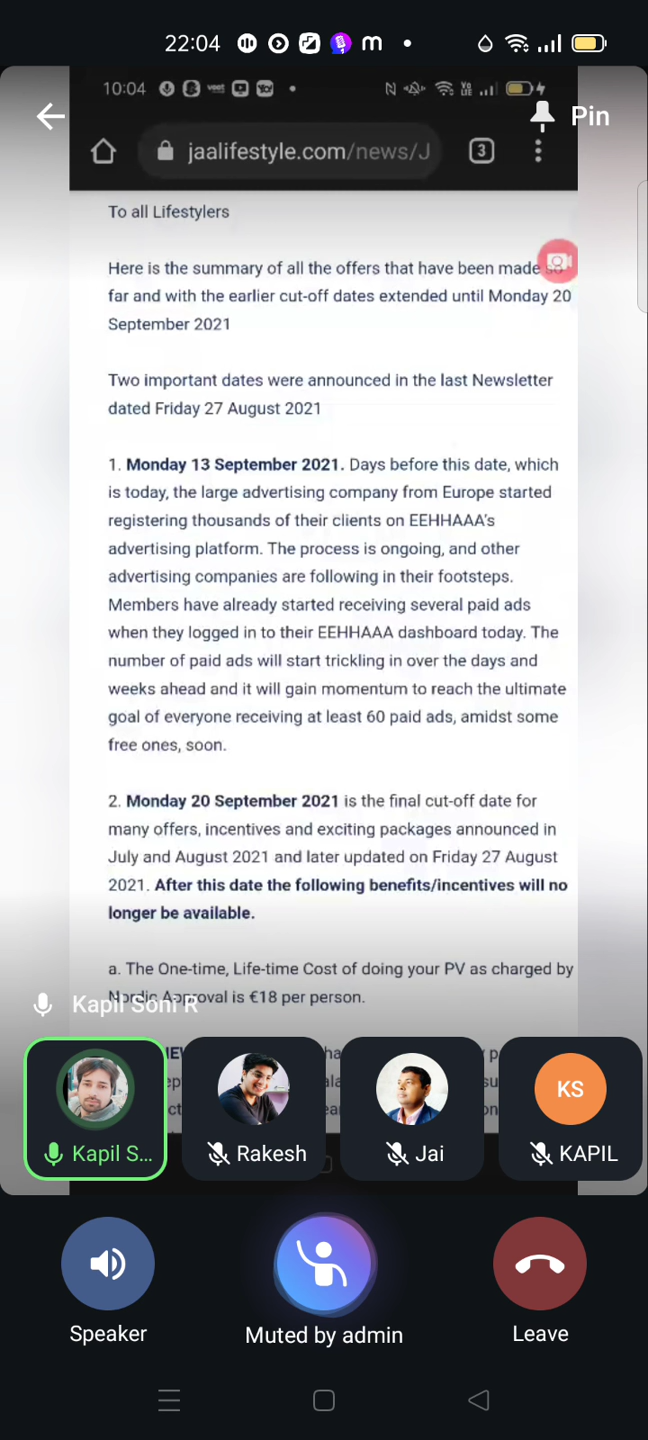 22:04
m
10:04
Pin
jaalifestyle.com/news/J
3
To all Lifestylers
Here is the summary of all the offers that have been made so
far and with the earlier cut-off dates extended until Monday 20
September 2021
Two important dates were announced in the last Newsletter
dated Friday 27 August 2021
1. Monday 13 September 2021. Days before this date, which
is today, the large advertising company from Europe started
registering thousands of their clients on EEHHAAA's
advertising platform. The process is ongoing, and other
advertising companies are following in their footsteps.
Members have already started receiving several paid ads
when they logged in to their EEHHAAA dashboard today. The
number of paid ads will start trickling in over the days and
weeks ahead and it will gain momentum to reach the ultimate
goal of everyone receiving at least 60 paid ads, amidst some
free ones, soon.
2. Monday 20 September 2021 is the final cut-off date for
many offers, incentives and exciting packages announced in
July and August 2021 and later updated on Friday 27 August
2021. After this date the following benefits/incentives will no
longer be available.
a. The One-time, Life-time Cost of doing your PV as charged by
Nordic Approval is €18 per person.
Kapil Soni R
KS
Kapil S... Rakesh Jai KAPIL
Speaker Muted by admin Leave